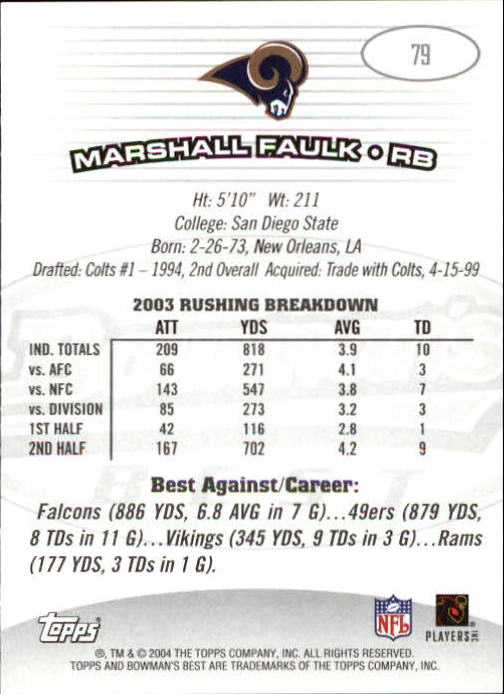 79
MARSHALL FAULK • RB
Ht: 5'10" Wt: 211
College: San Diego State
Born: 2-26-73, New Orleans, LA
Drafted: Colts #1 – 1994, 2nd Overall Acquired: Trade with Colts, 4-15-99
2003 RUSHING BREAKDOWN
ATT YDS AVG TD
IND. TOTALS 209 818 3.9 10
vs. AFC 66 271 4.1 3
vs. NFC 143 547 3.8 7
vs. DIVISION 85 273 3.2 3
1ST HALF 42 116 2.8 1
2ND HALF 167 702 4.2 9
Best Against/Career:
Falcons (886 YDS, 6.8 AVG in 7 G)...49ers (879 YDS,
8 TDs in 11 G)...Vikings (345 YDS, 9 TDs in 3 G)...Rams
(177 YDS, 3 TDs in 1 G).
topps
NFL
PLAYERS INC
®, TM & © 2004 THE TOPPS COMPANY, INC. ALL RIGHTS RESERVED.
TOPPS AND BOWMAN'S BEST ARE TRADEMARKS OF THE TOPPS COMPANY, INC.